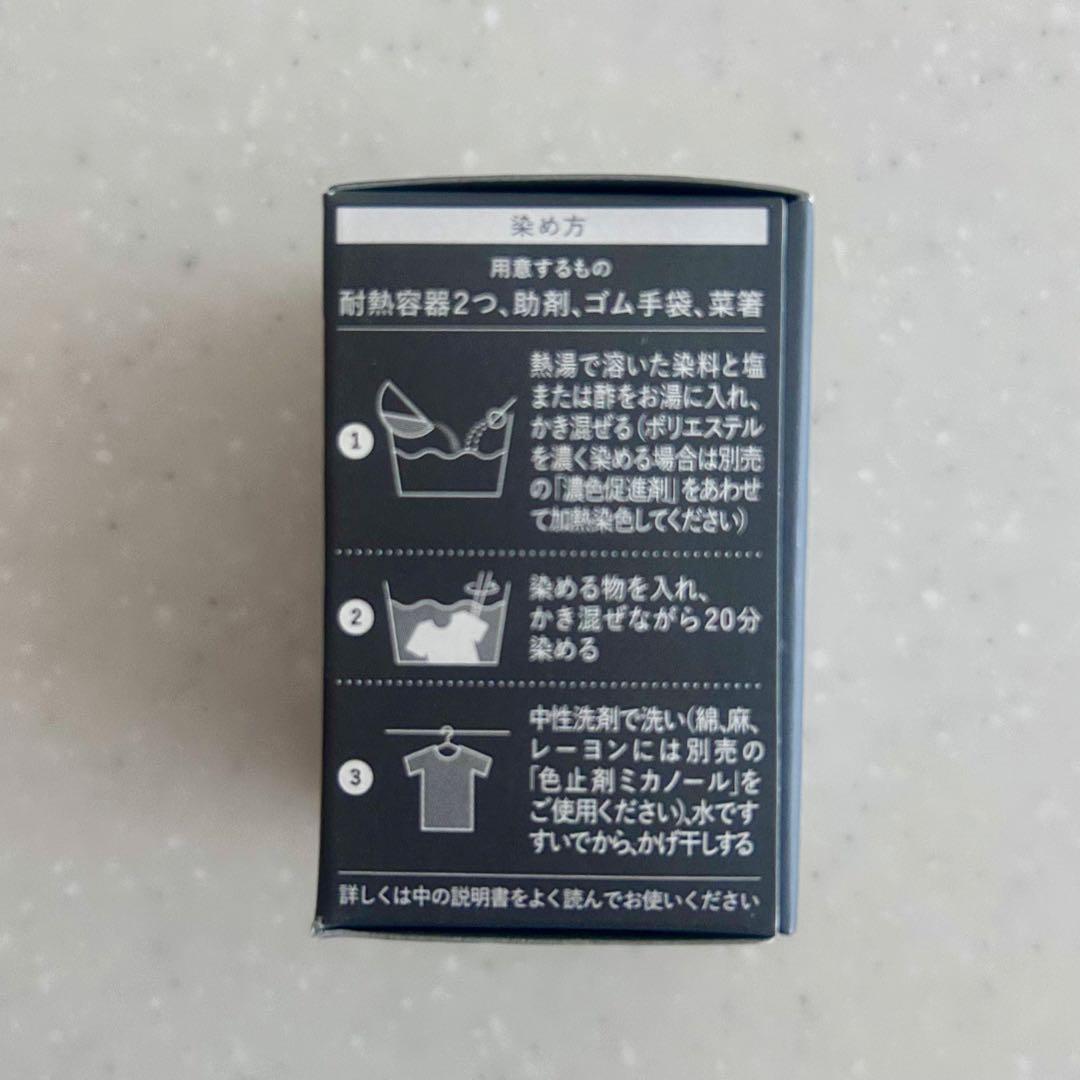 染め方
用意するもの
耐熱容器2つ、助剤、ゴム手袋、菜箸
1
熱湯で溶いた染料と塩
または酢をお湯に入れ、
かき混ぜる(ポリエステル
を濃く染める場合は別売
の「濃色促進剤」をあわせ
て加熱染色してください)
2
染める物を入れ、
かき混ぜながら20分
染める
3
中性洗剤で洗い(綿、麻、
レーヨンには別売の
「色止剤ミカノール」を
ご使用ください)、水です
すいでから、かげ干しする
詳しくは中の説明書をよく読んでお使いください